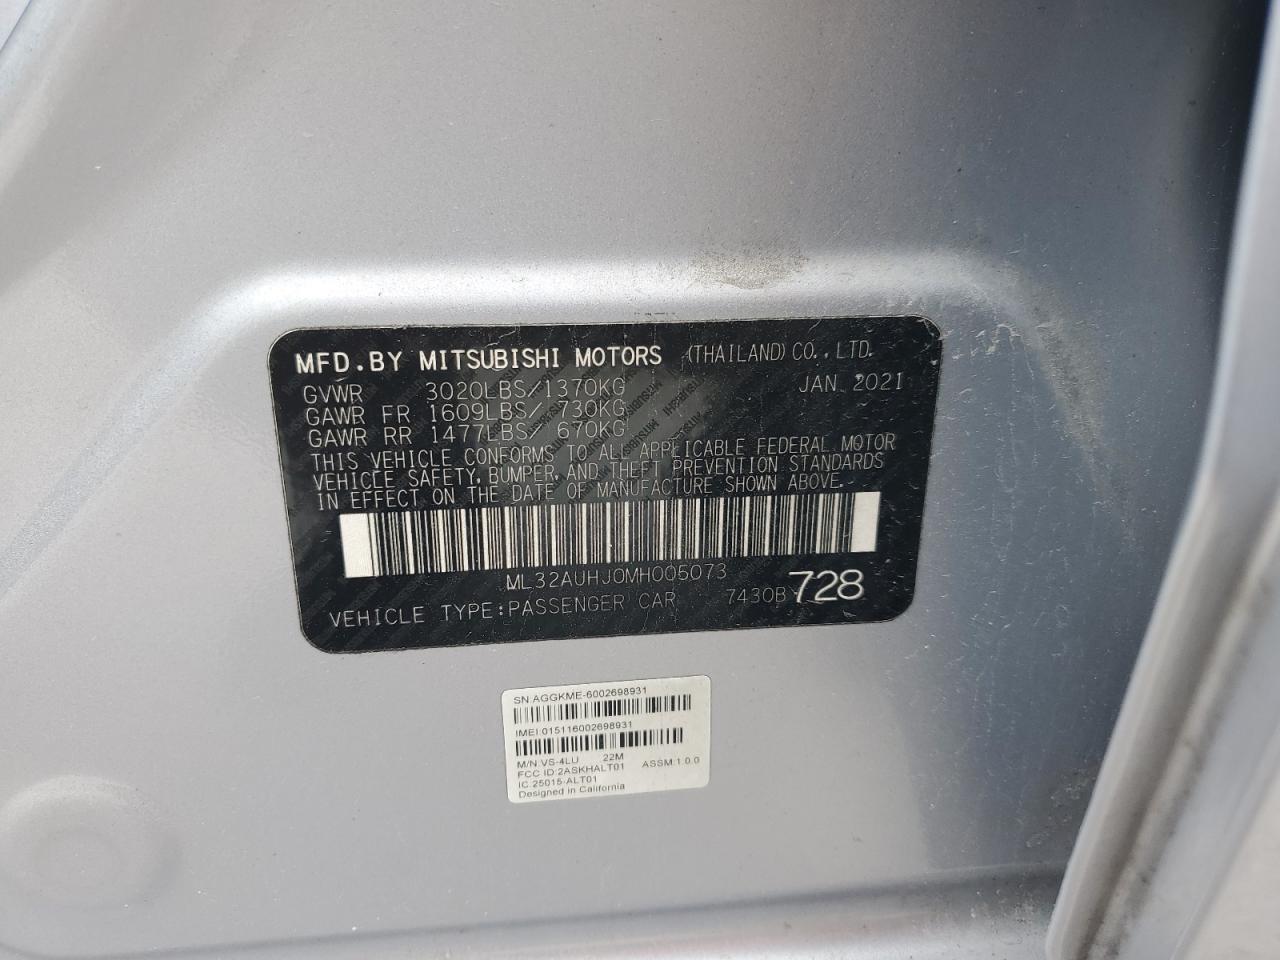 MFD.BY MITSUBISHI MOTORS (THAILAND) CO.,LTD.
GVWR 3020LBS/1370KG JAN.2021
GAWR FR 1609LBS/ 730KG
GAWR RR 1477LBS/ 670KG
THIS VEHICLE CONFORMS TO ALL APPLICABLE FEDERAL MOTOR
VEHICLE SAFETY, BUMPER, AND THEFT PREVENTION STANDARDS
IN EFFECT ON THE DATE OF MANUFACTURE SHOWN ABOVE.
ML32AUHJ0MH005073
VEHICLE TYPE:PASSENGER CAR 7430B 728
SN:AGGKME-6002698931
IMEI:015116002698931
M/N:VS-4LU 22M
FCC ID:2ASKHALT01 ASSM:1.0.0
IC:25015-ALT01
Designed in California